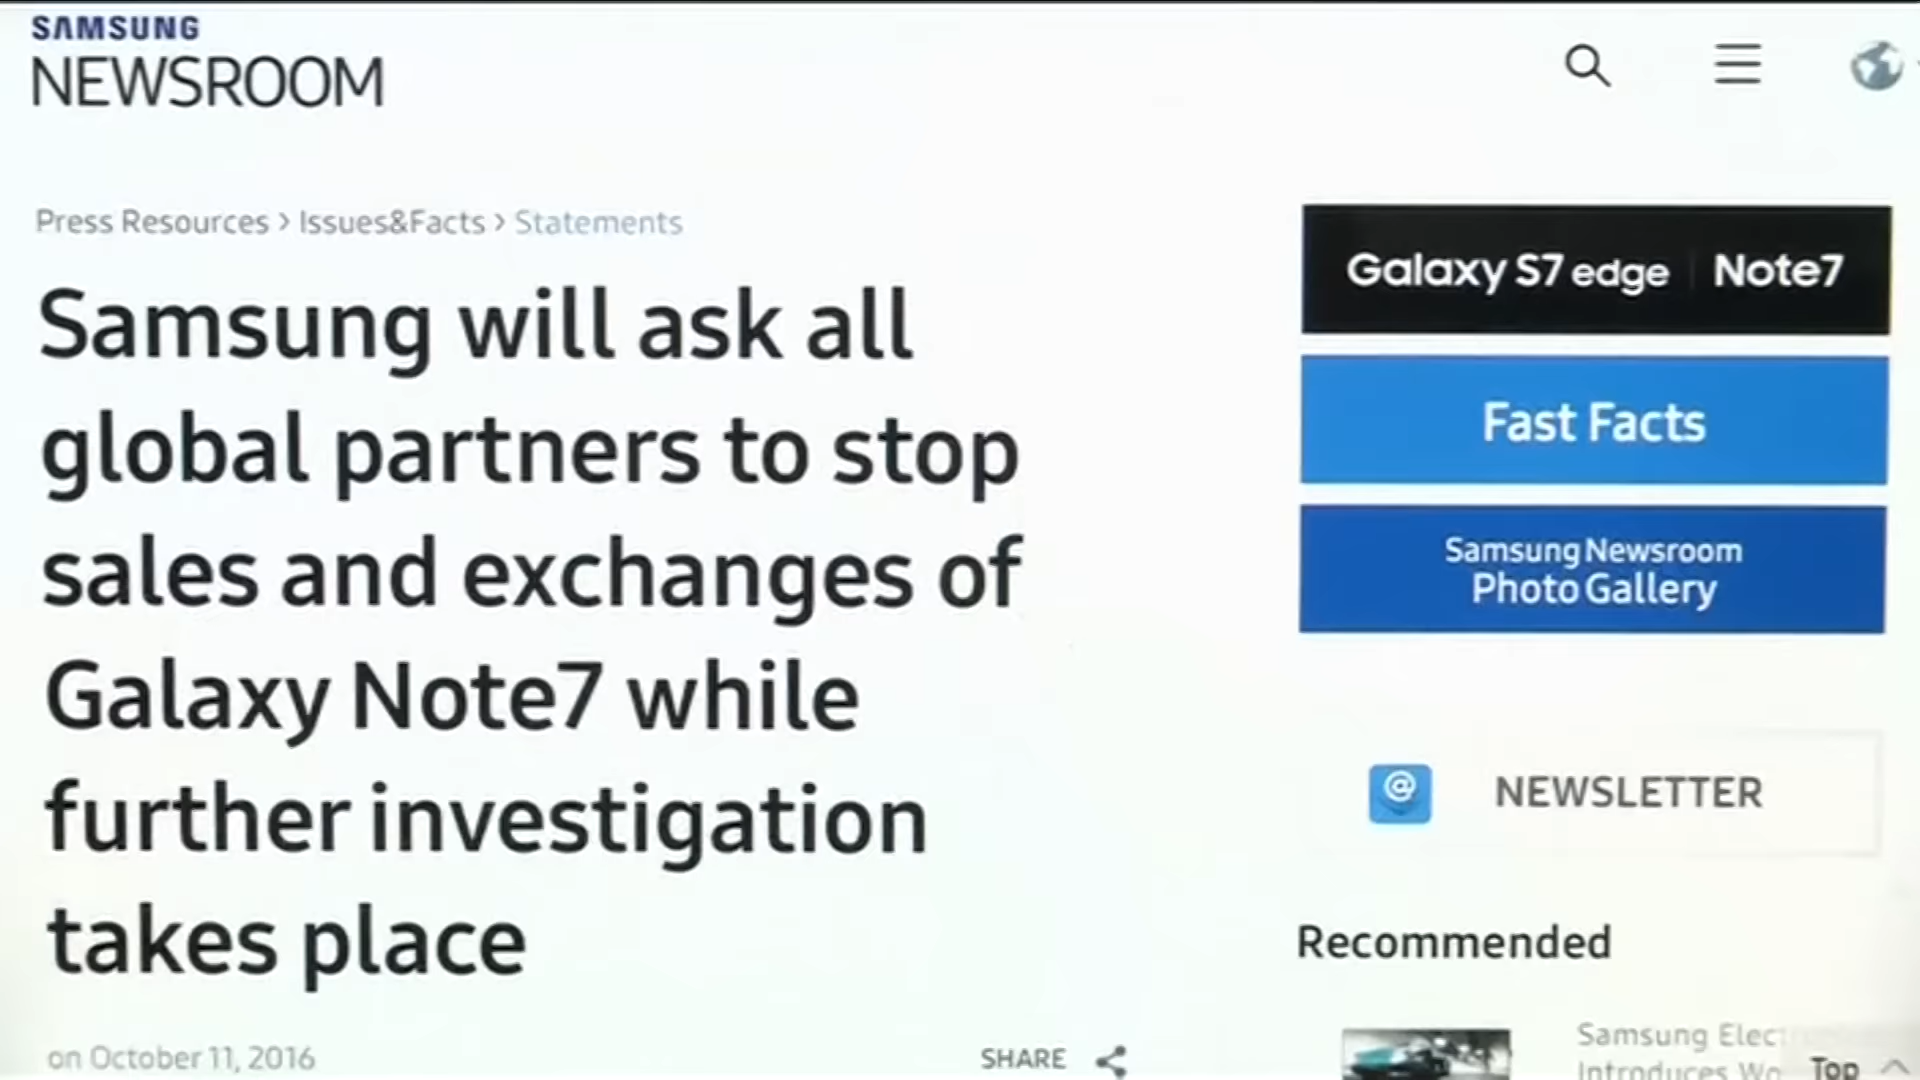 SAMSUNG
NEWSROOM
Press Resources > Issues&Facts > Statements
Samsung will ask all
global partners to stop
sales and exchanges of
Galaxy Note7 while
further investigation
takes place
on October 11, 2016
SHARE
Galaxy S7 edge | Note7
Fast Facts
Samsung Newsroom
Photo Gallery
@ NEWSLETTER
Recommended
Samsung
Introduces
Top